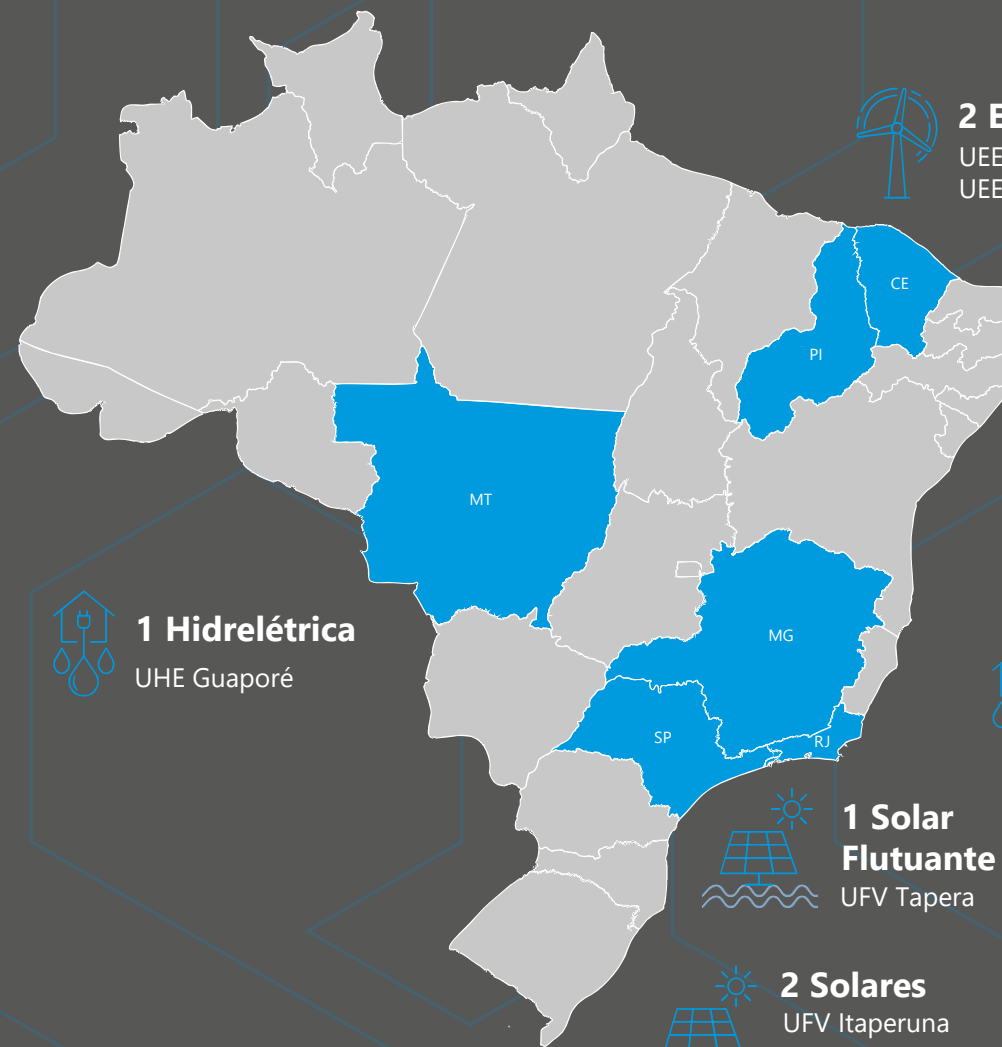 2
UEE
UEE
CE
PI
MT
1 Hidrelétrica
UHE Guaporé
MG
SP
RJ
1 Solar
Flutuante
UFV Tapera
2 Solares
UFV Itaperuna